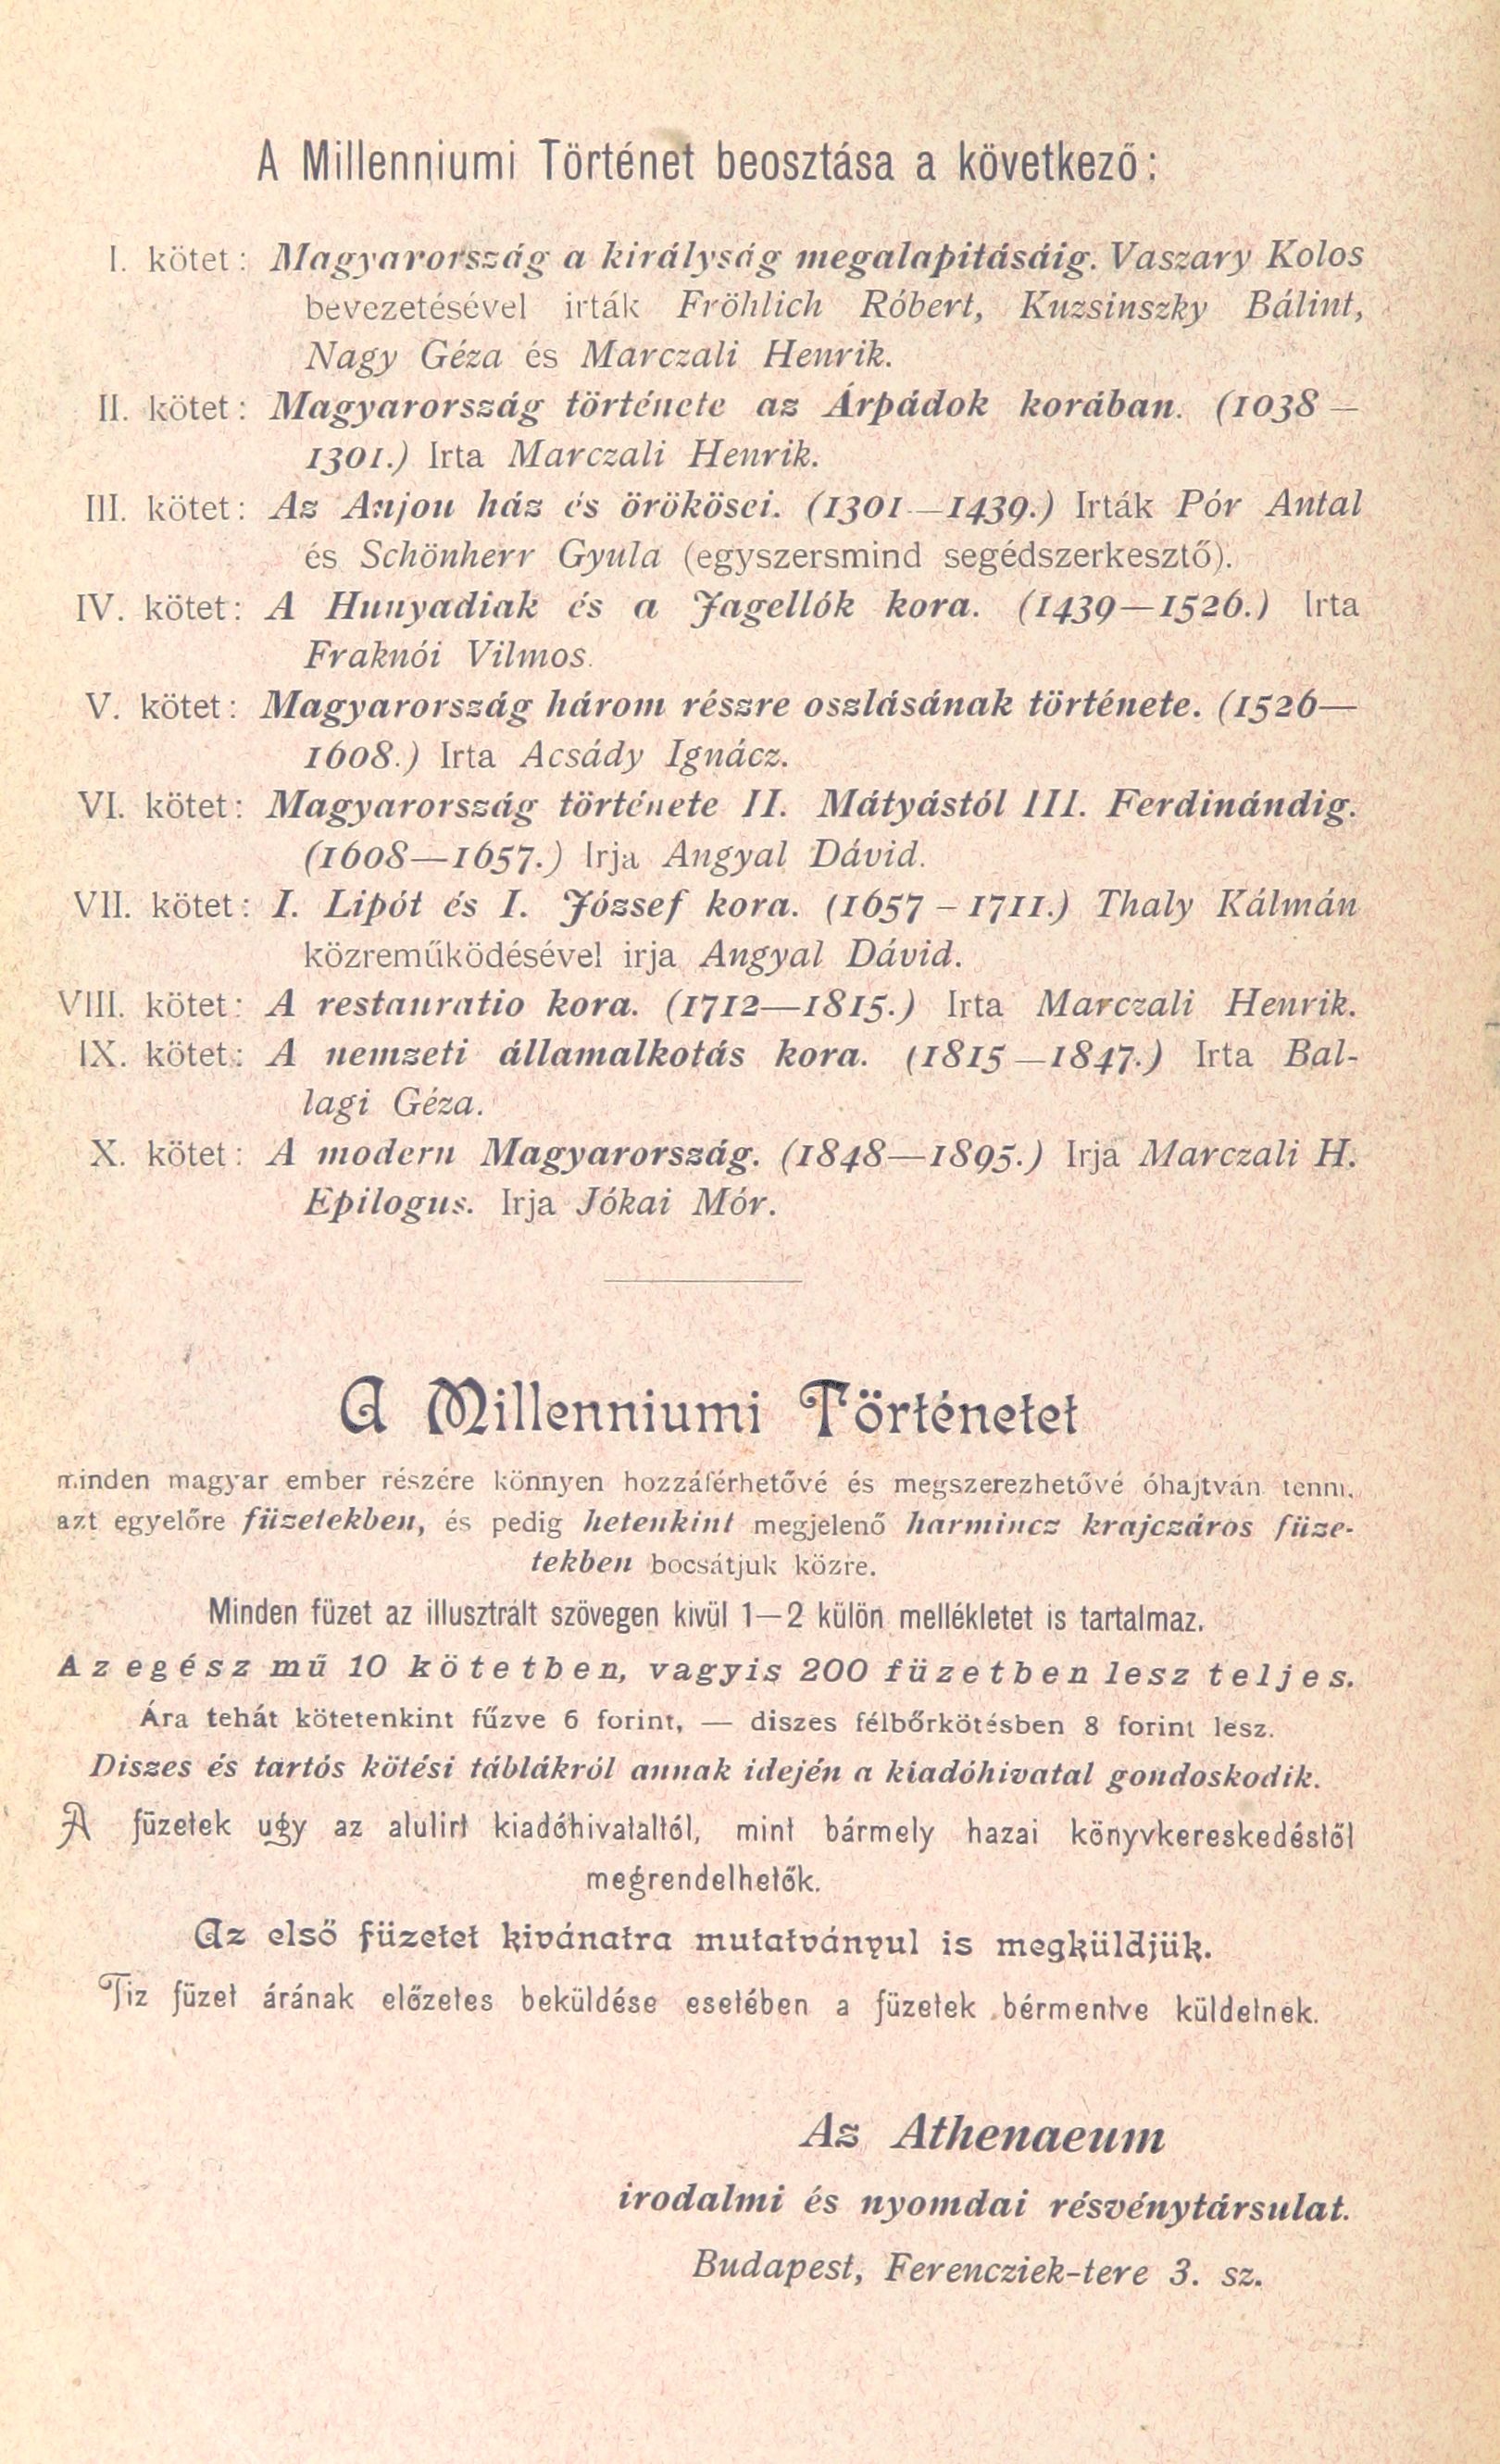 A Millenniumi Történet beosztása a következő:
I. kötet: Magyarország a királyság megalapitásáig. Vaszary Kolos
bevezetésével irták Fröhlich Róbert, Kuzsinszky Bálint,
Nagy Géza és Marczali Henrik.
II. kötet: Magyarország története az Árpádok korában. (1038—
1301.) Irta Marczali Henrik.
III. kötet: Az Anjou ház és örökösei. (1301—1439.) Irták Pór Antal
és Schönherr Gyula (egyszersmind segédszerkesztő).
IV. kötet: A Hunyadiak és a Jagellók kora. (1439—1526.) Irta
Fraknói Vilmos.
V. kötet: Magyarország három részre oszlásának története. (1526—
1608.) Irta Acsády Ignácz.
VI. kötet: Magyarország története II. Mátyástól III. Ferdinándig.
(1608—1657.) Irja Angyal Dávid.
VII. kötet: I. Lipót és I. József kora. (1657–1711.) Thaly Kálmán
közreműködésével irja Angyal Dávid.
VIII. kötet: A restauratio kora. (1712—1815.) Irta Marczali Henrik.
IX. kötet: A nemzeti államalkotás kora. (1815—1847.) Irta Bal-
lagi Géza.
X. kötet: A modern Magyarország. (1848—1895.) Irja Marczali H.
Epilogus. Irja Jókai Mór.
A Millenniumi Történetet
minden magyar ember részére könnyen hozzáférhetővé és megszerezhetővé óhajtván tenni,
azt egyelőre füzetekben, és pedig hetenkint megjelenő harmincz krajczáros füze-
tekben bocsátjuk közre.
Minden füzet az illusztrált szövegen kivül 1—2 külön mellékletet is tartalmaz.
Az egész mű 10 kötetben, vagyis 200 füzetben lesz teljes.
Ára tehát kötetenkint fűzve 6 forint, — diszes félbőrkötésben 8 forint lesz.
Diszes és tartós kötési táblákról annak idején a kiadóhivatal gondoskodik.
A füzetek ugy az alulirt kiadóhivataltól, mint bármely hazai könyvkereskedéstől
megrendelhetők.
Az első füzetet kivánatra mutatványul is megküldjük.
Tiz füzet árának előzetes beküldése esetében a füzetek bérmentve küldetnek.
Az Athenaeum
irodalmi és nyomdai résvénytársulat.
Budapest, Ferencziek-tere 3. sz.